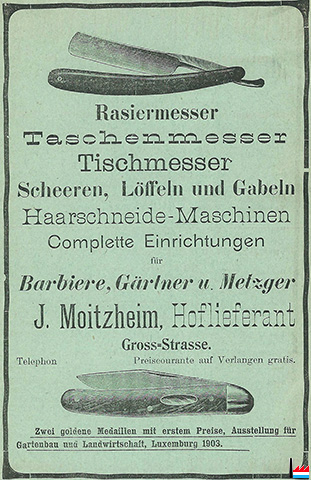 Rasiermesser
Taschenmesser
Tischmesser
Scheeren, Löffeln und Gabeln
Haarschneide-Maschinen
Complette Einrichtungen
für
Barbiere, Gärtner u. Metzger
J. Moitzheim, Hoflieferant
Gross-Strasse.
Telephon Preiscourante auf Verlangen gratis.
Zwei goldene Medaillen mit erstem Preise, Ausstellung für
Gartenbau und Landwirtschaft, Luxemburg 1903.